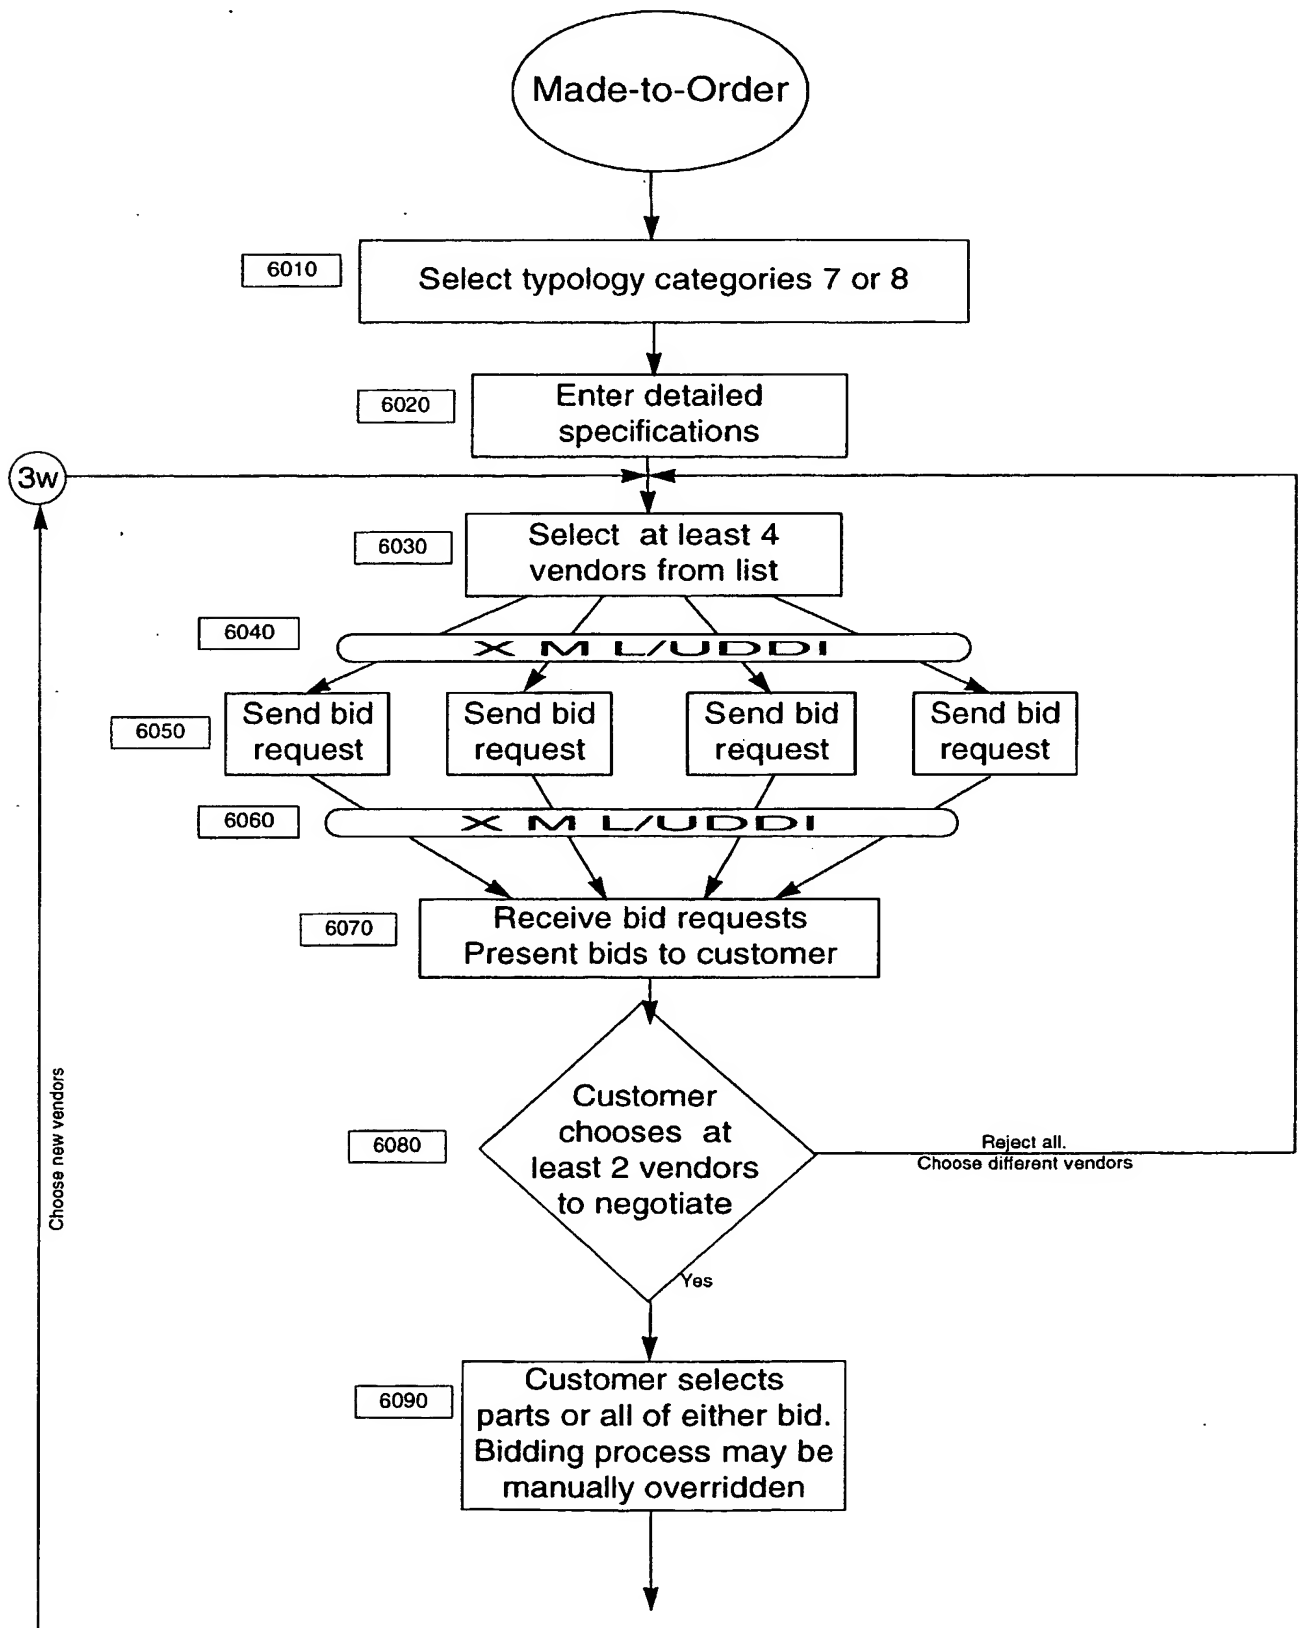 Made-to-Order
6010
Select typology categories 7 or 8
6020
Enter detailed
specifications
3w
6030
Select at least 4
vendors from list
6040
X M L/UDDI
6050
Send bid
request
Send bid
request
Send bid
request
Send bid
request
6060
X M L/UDDI
6070
Receive bid requests
Present bids to customer
Choose new vendors
6080
Customer
chooses at
least 2 vendors
to negotiate
Reject all.
Choose different vendors
Yes
6090
Customer selects
parts or all of either bid.
Bidding process may be
manually overridden